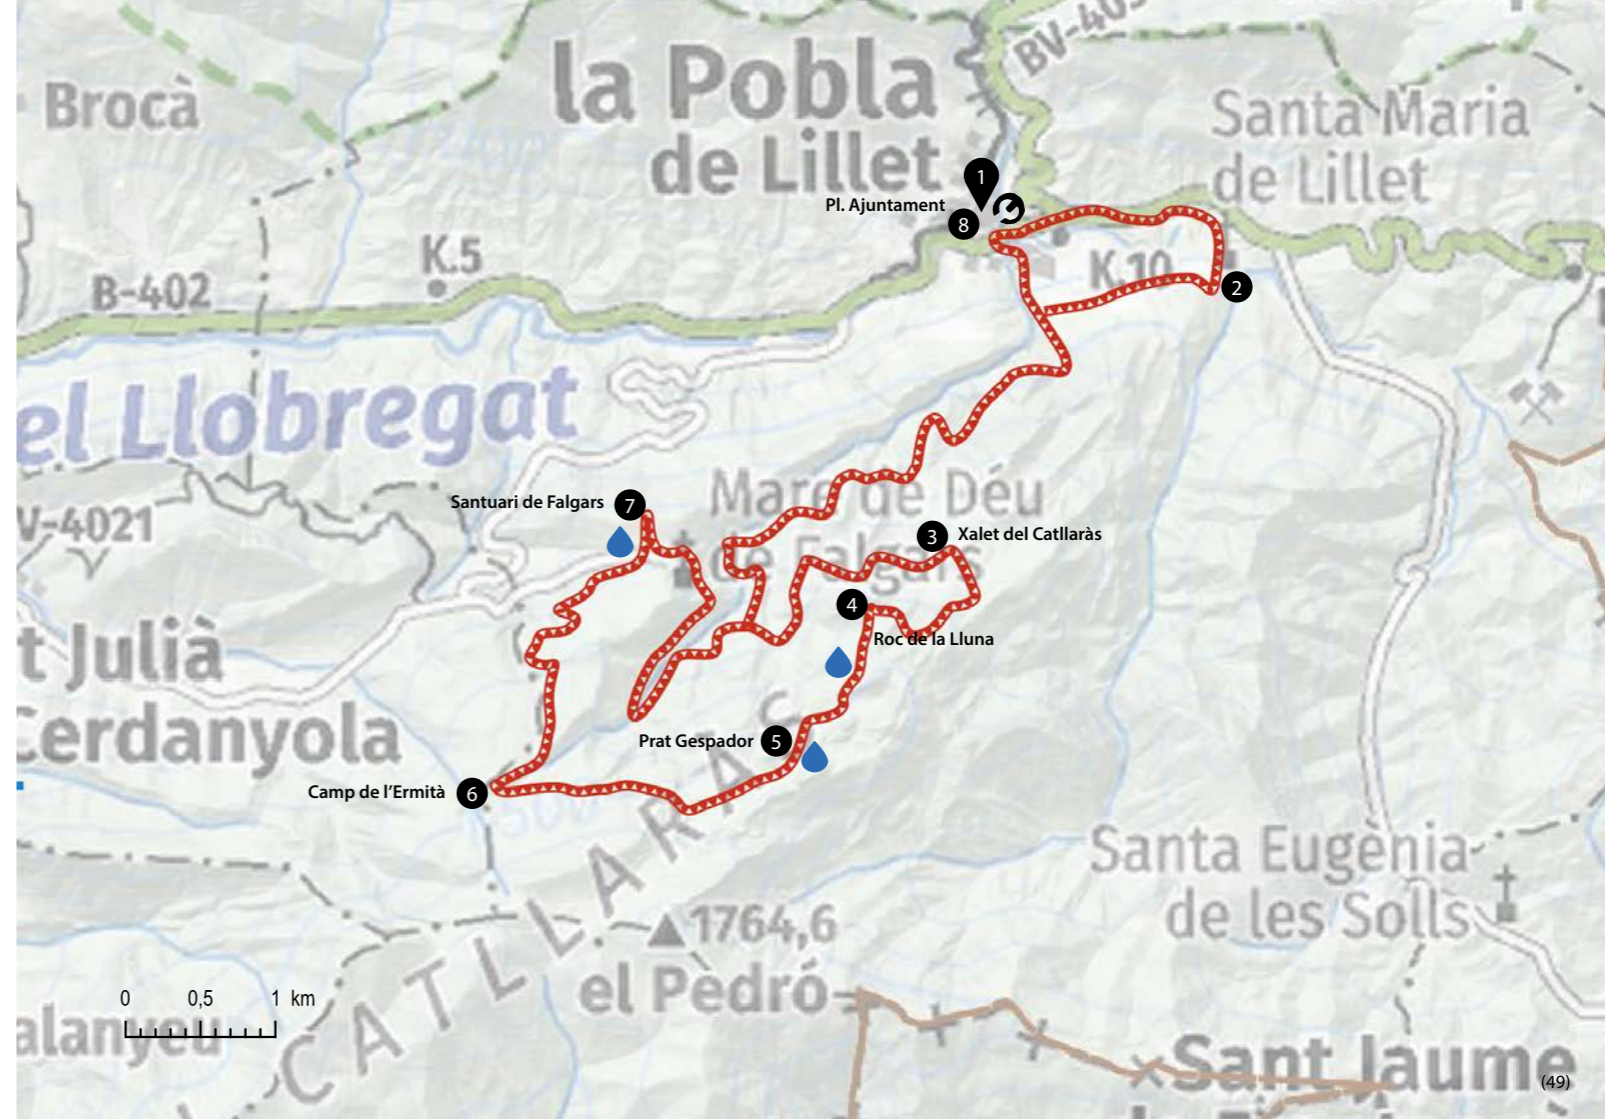 BV-40
Brocà
la Pobla
de Lillet
Santa Maria
de Lillet
1
Pl. Ajuntament
8
K.5
K.10
B-402
2
el Llobregat
Mare de Déu
de Falgars
Santuari de Falgars
7
V-4021
3
Xalet del Catllaràs
4
Roc de la Lluna
t Julià
Cerdanyola
Prat Gespador
5
Camp de l'Ermità
6
CATLLARÀS
Santa Eugènia
de les Solls
1764,6
el Pedró
0 0,5 1 km
alanyeu
Sant Jaume
(49)